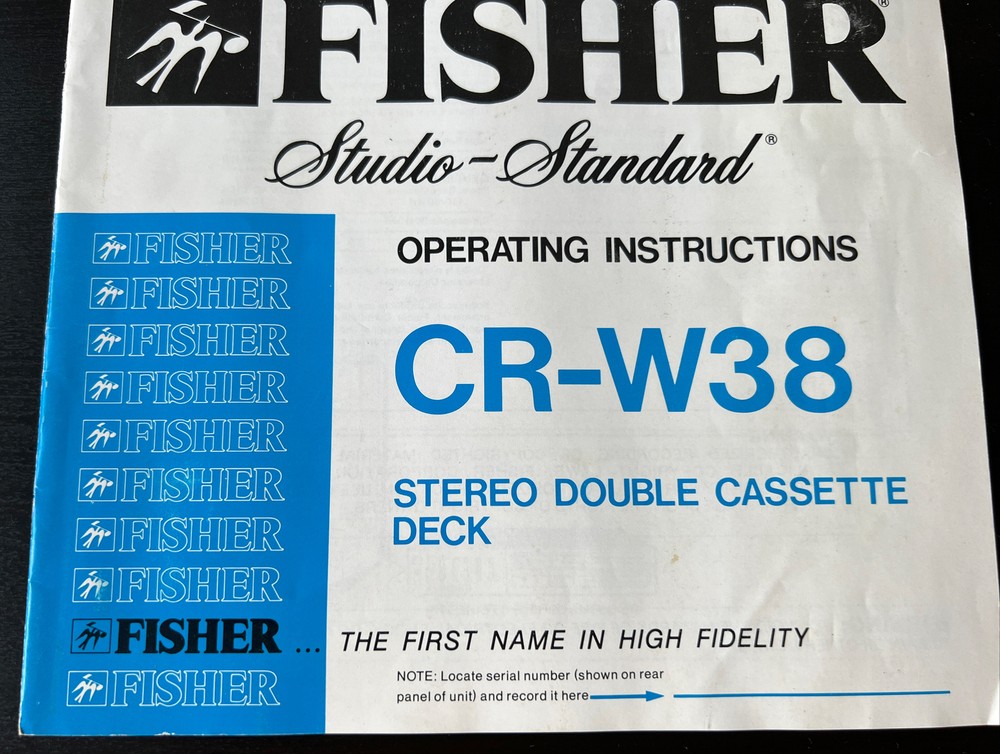 FISHER®
Studio-Standard®
FISHER
FISHER
FISHER
FISHER
FISHER
FISHER
FISHER
FISHER
FISHER ... THE FIRST NAME IN HIGH FIDELITY
FISHER
OPERATING INSTRUCTIONS
CR-W38
STEREO DOUBLE CASSETTE
DECK
NOTE: Locate serial number (shown on rear
panel of unit) and record it here